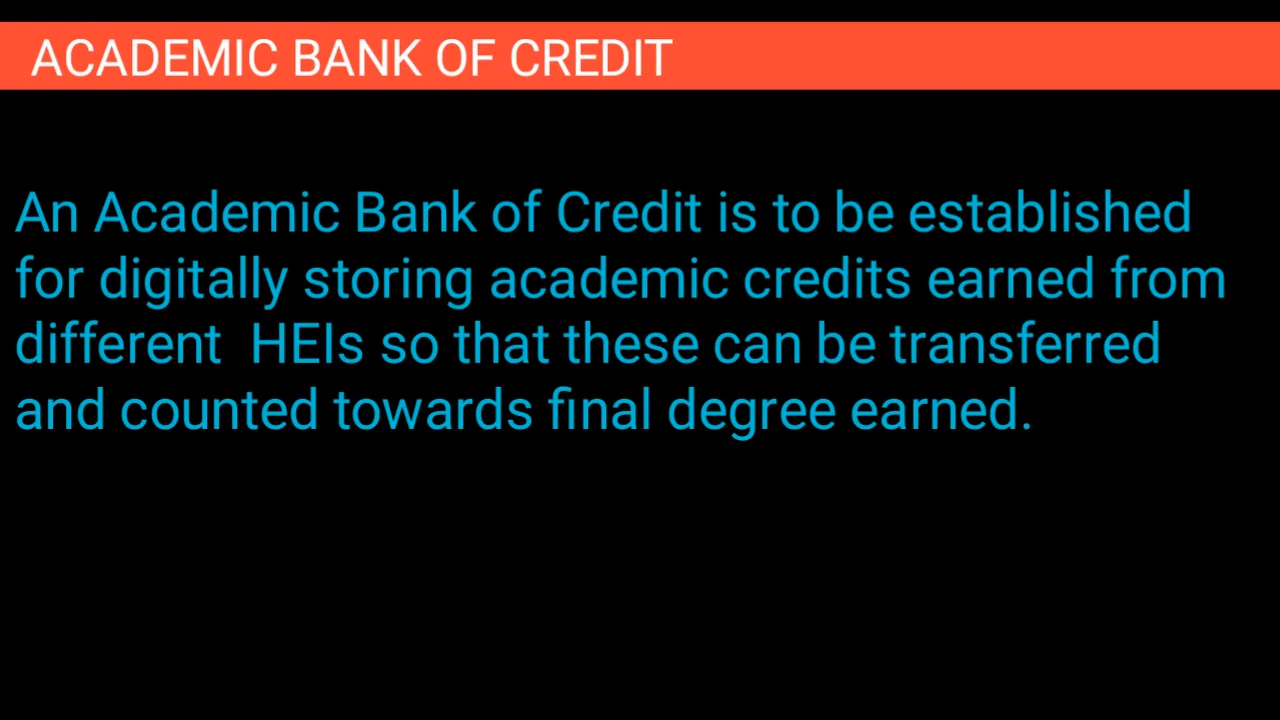 ACADEMIC BANK OF CREDIT
An Academic Bank of Credit is to be established
for digitally storing academic credits earned from
different  HEIs so that these can be transferred
and counted towards final degree earned.